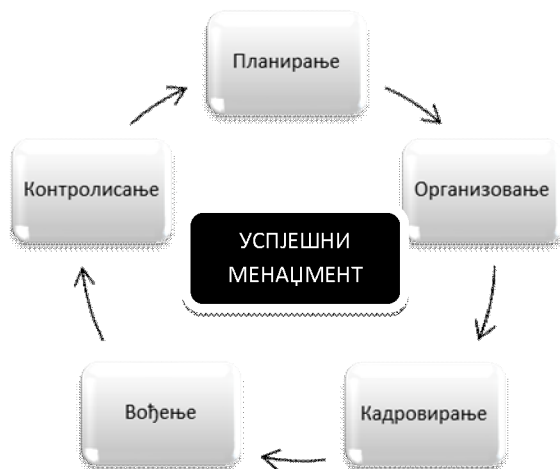 Планирање
Организовање
Кадровирање
Вођење
Контролисање
УСПЈЕШНИ
МЕНАЏМЕНТ